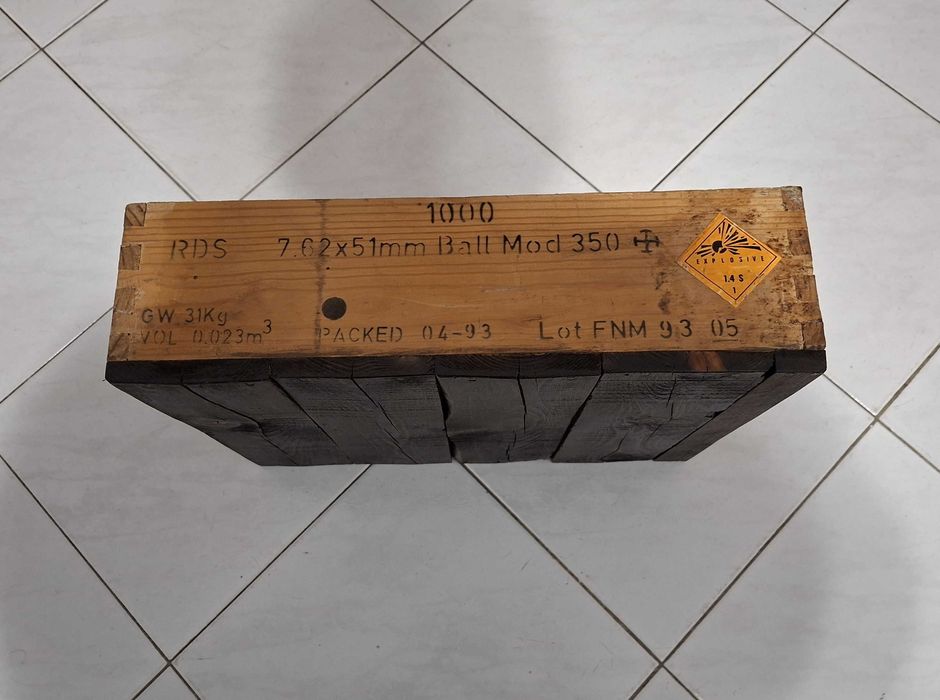 1000
RDS 7.62x51mm Ball Mod 350
EXPLOSIVE
1.4 S
1
GW 31Kg
VOL 0.023m³
PACKED 04-93 Lot FNM 93 05